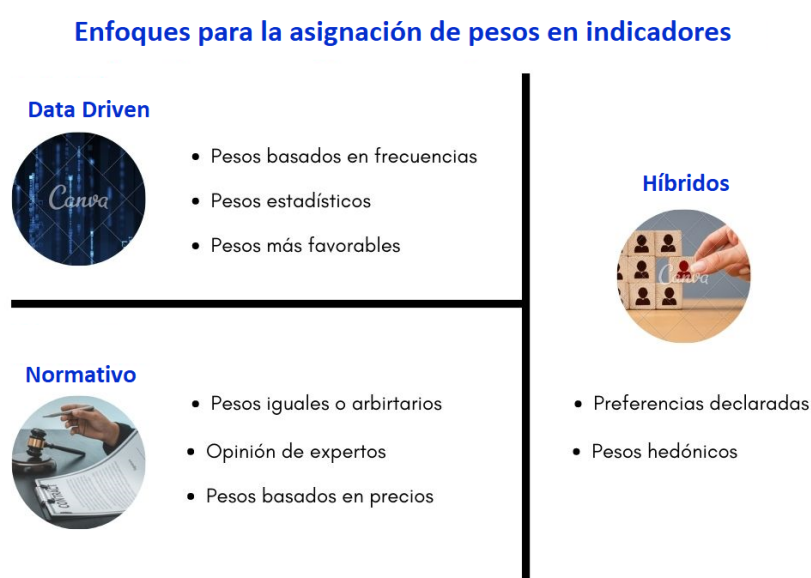 Enfoques para la asignación de pesos en indicadores
Data Driven
Canva
• Pesos basados en frecuencias
• Pesos estadísticos
• Pesos más favorables
Normativo
• Pesos iguales o arbirtarios
• Opinión de expertos
• Pesos basados en precios
Híbridos
Canva
• Preferencias declaradas
• Pesos hedónicos